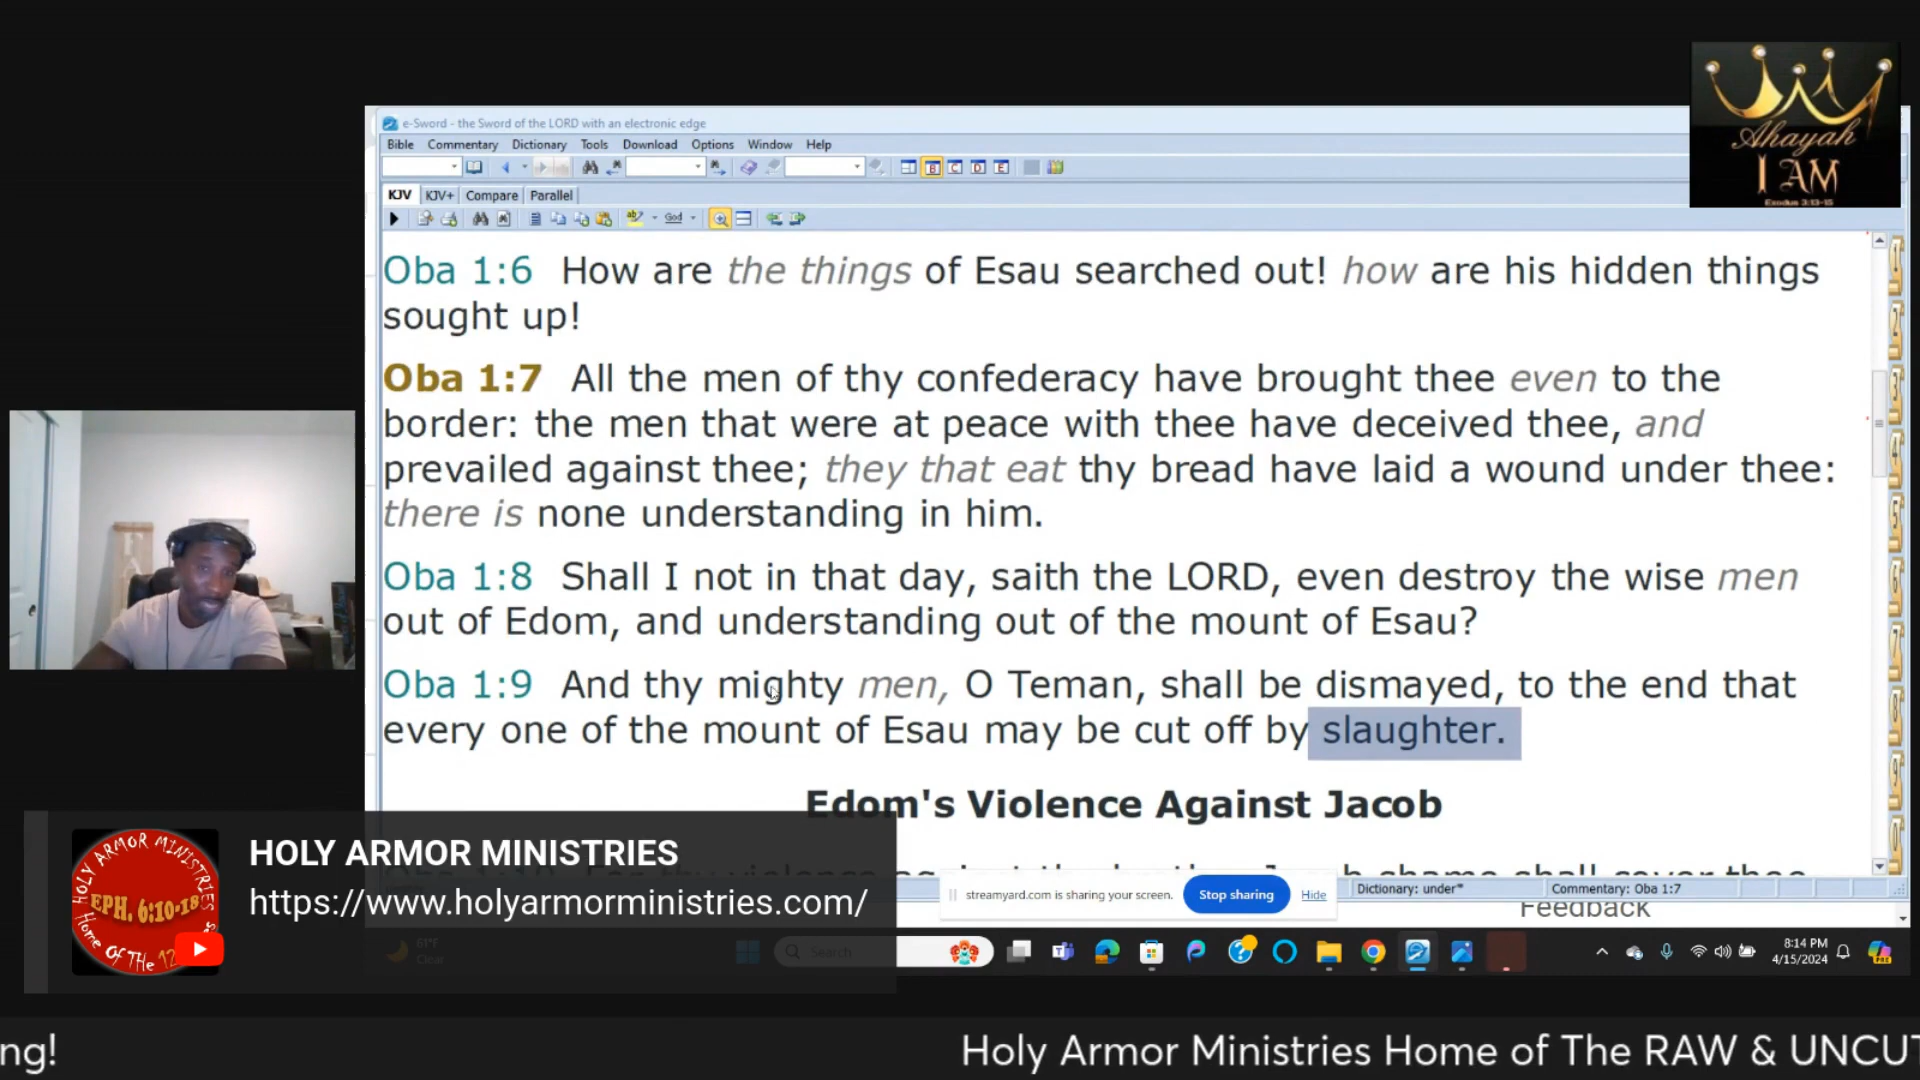 Ahayah
I AM
Exodus 3:13-15
e-Sword - the Sword of the LORD with an electronic edge
Bible Commentary Dictionary Tools Download Options Window Help
B C D E
KJV KJV+ Compare Parallel
God
Oba 1:6 How are the things of Esau searched out! how are his hidden things
sought up!
Oba 1:7 All the men of thy confederacy have brought thee even to the
border: the men that were at peace with thee have deceived thee, and
prevailed against thee; they that eat thy bread have laid a wound under thee:
there is none understanding in him.
Oba 1:8 Shall I not in that day, saith the LORD, even destroy the wise men
out of Edom, and understanding out of the mount of Esau?
Oba 1:9 And thy mighty men, O Teman, shall be dismayed, to the end that
every one of the mount of Esau may be cut off by slaughter.
Edom's Violence Against Jacob
HOLY ARMOR MINISTRIES
https://www.holyarmorministries.com/
HOLY ARMOR MINISTRIES
EPH. 6:10-18
Home Of THe 12
streamyard.com is sharing your screen. Stop sharing Hide
Dictionary: under* Commentary: Oba 1:7
Feedback
61°F
Clear
Search
8:14 PM
4/15/2024
ng! Holy Armor Ministries Home of The RAW & UNCUT